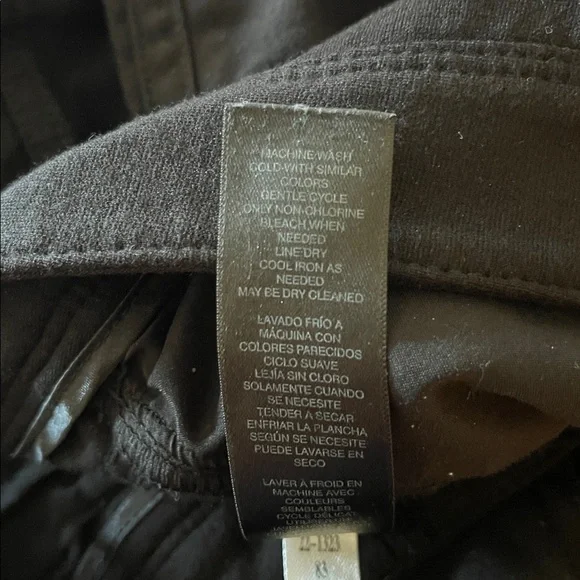 MACHINE WASH
COLD WITH SIMILAR
COLORS
GENTLE CYCLE
ONLY NON-CHLORINE
BLEACH WHEN
NEEDED
LINE DRY
COOL IRON AS
NEEDED
MAY BE DRY CLEANED
LAVADO FRÍO A
MÁQUINA CON
COLORES PARECIDOS
CICLO SUAVE
LEJÍA SIN CLORO
SOLAMENTE CUANDO
SE NECESITE
TENDER A SECAR
ENFRIAR LA PLANCHA
SEGÚN SE NECESITE
PUEDE LAVARSE EN
SECO
LAVER À FROID EN
MACHINE AVEC
COULEURS
SEMBLABLES
CYCLE DÉLICAT